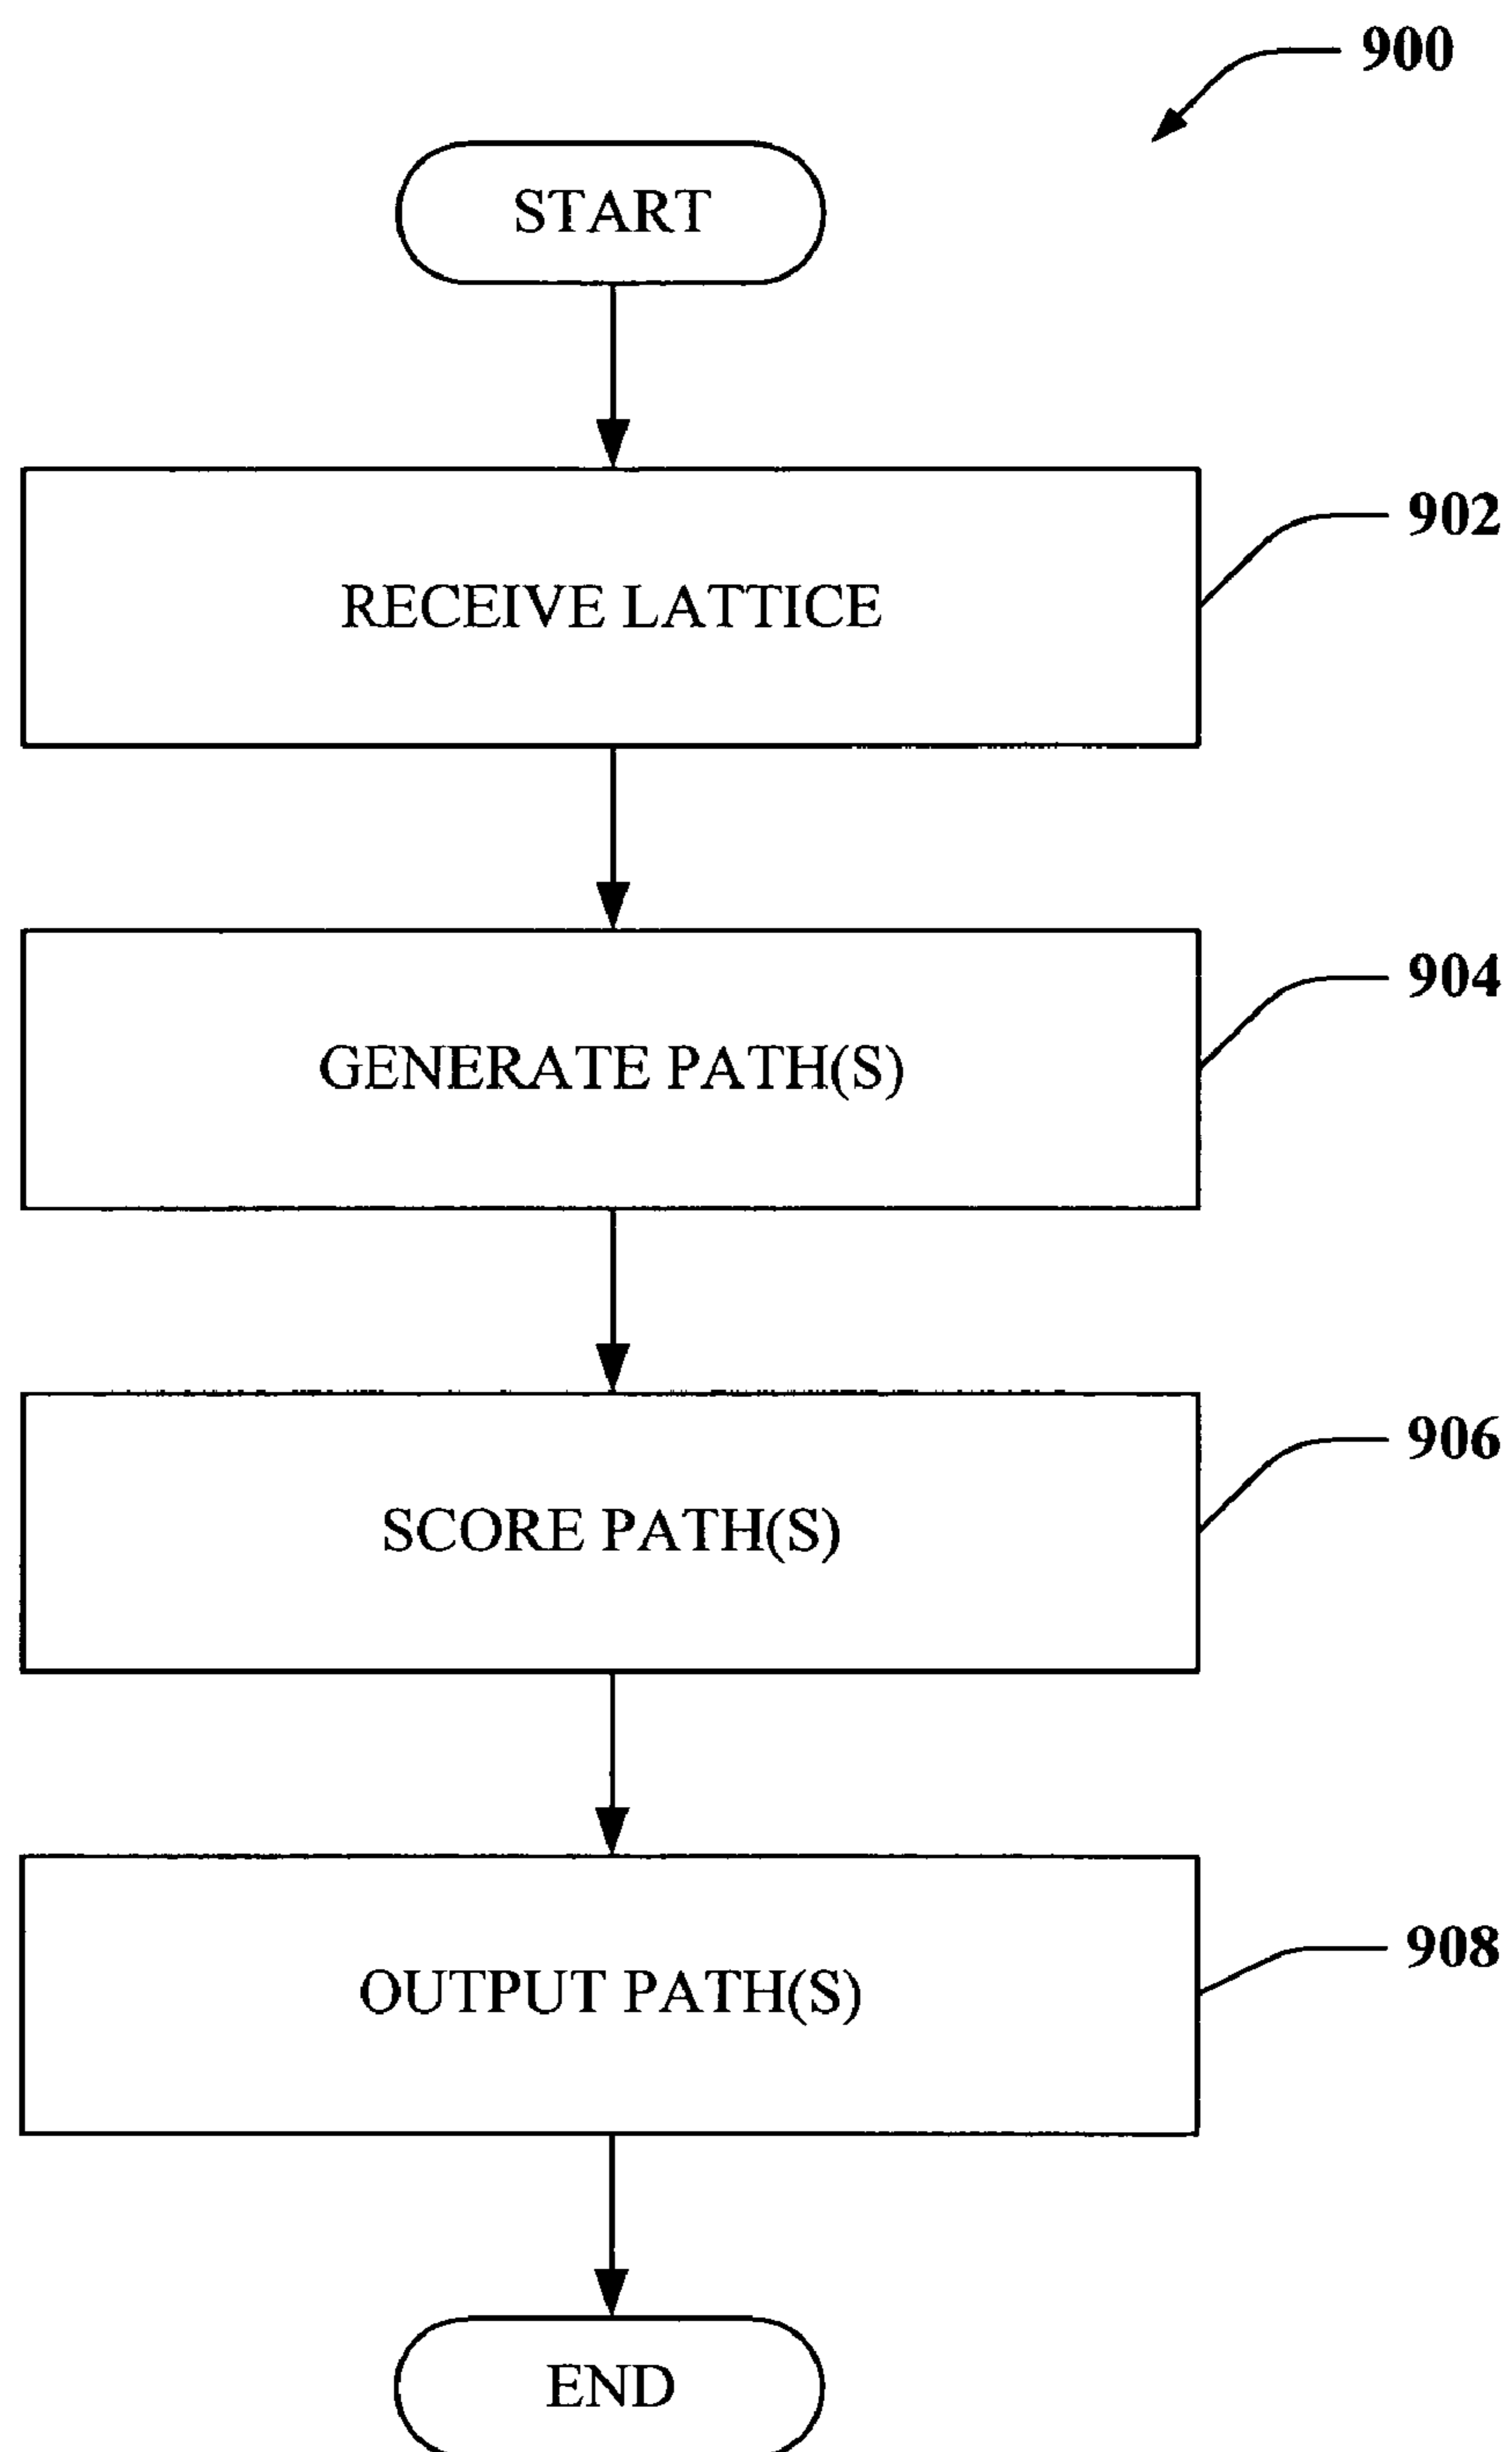 900
START
RECEIVE LATTICE
902
GENERATE PATH(S)
904
SCORE PATH(S)
906
OUTPUT PATH(S)
908
END